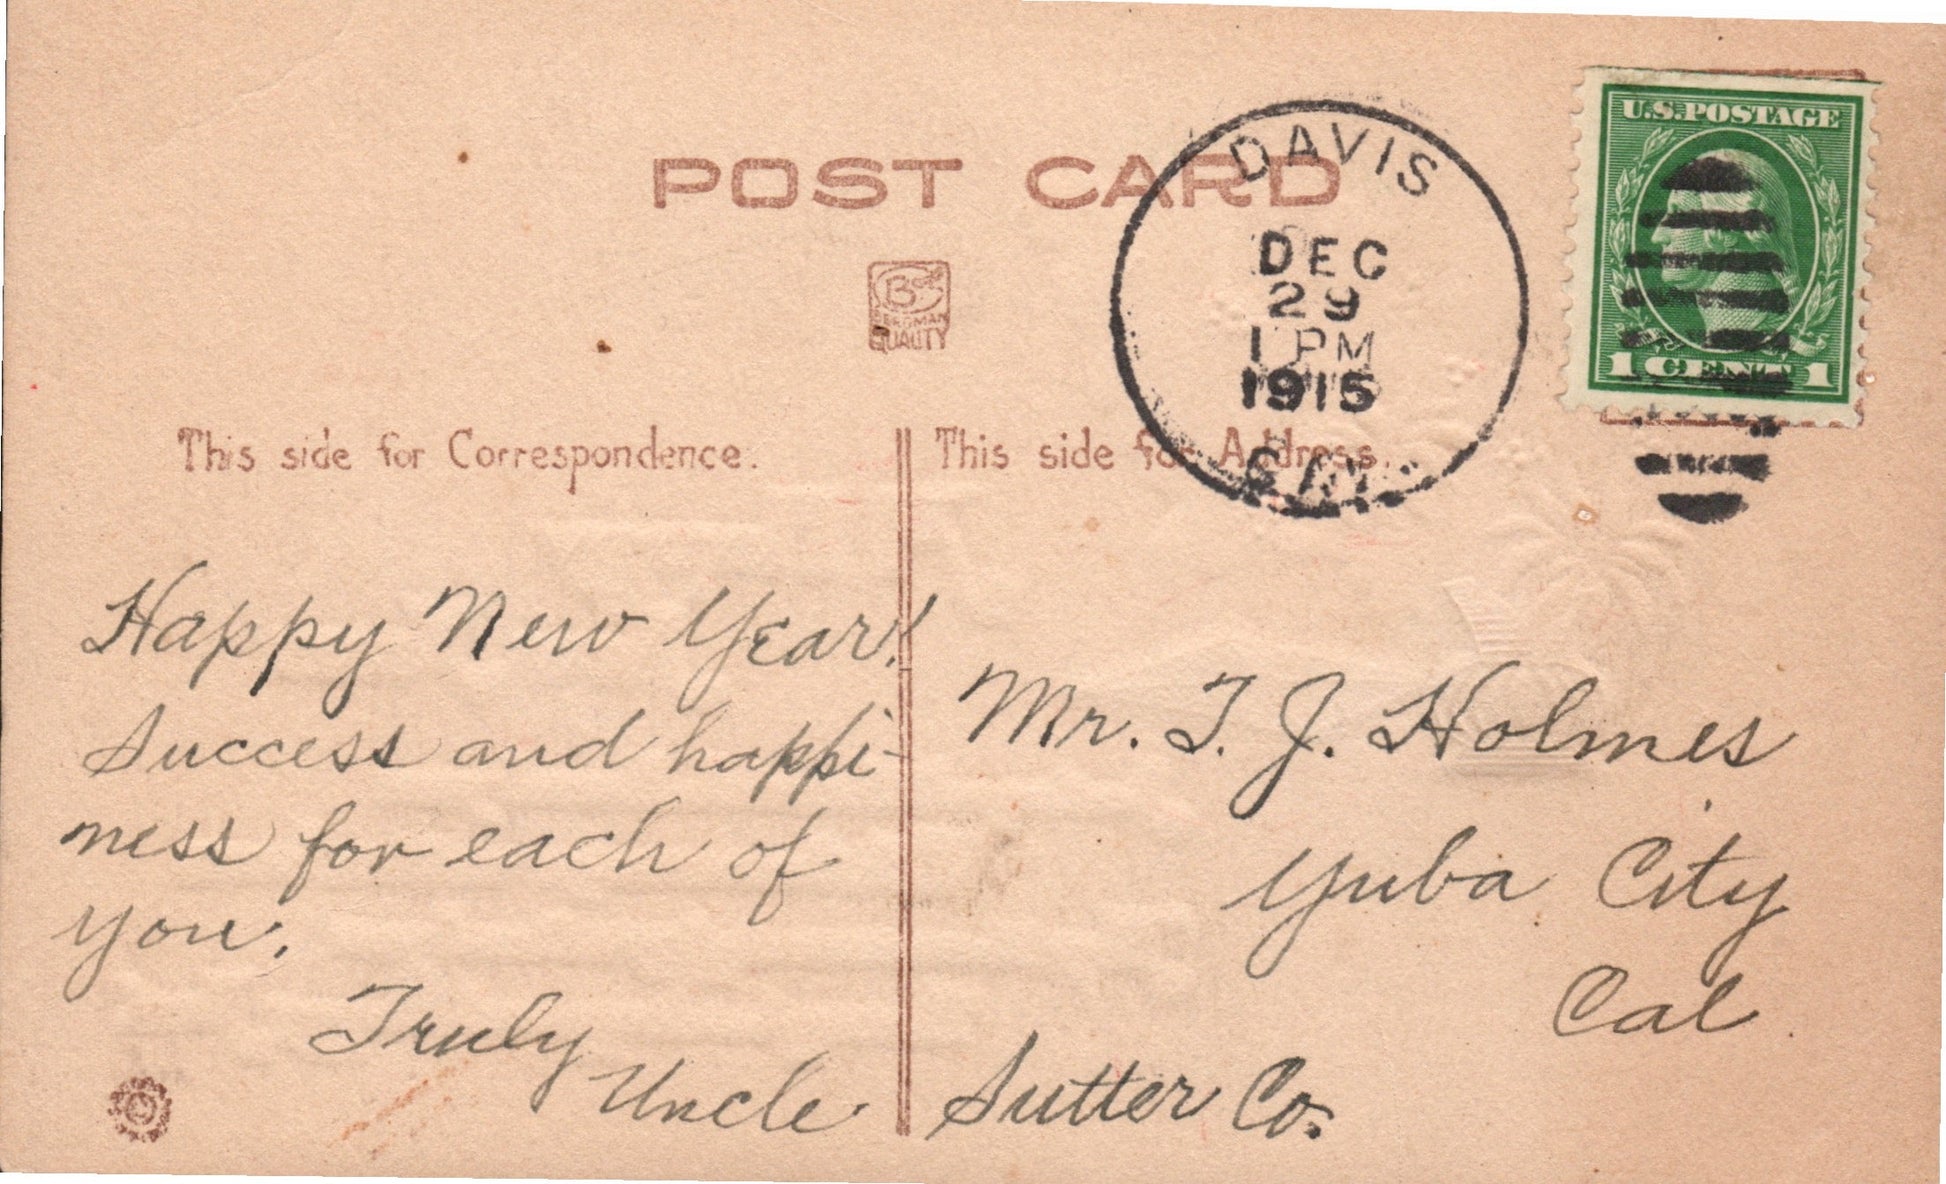 POST CARD
DAVIS
DEC
29
1 PM
1915
CAL.
U.S.POSTAGE
1 CENT 1
BERGMAN
QUALITY
This side for Correspondence.
This side for Address.
Happy New Year!
Success and happi-
ness for each of
you.
Truly
Uncle
Mr. T. J. Holmes
Yuba City
Cal.
Sutter Co.